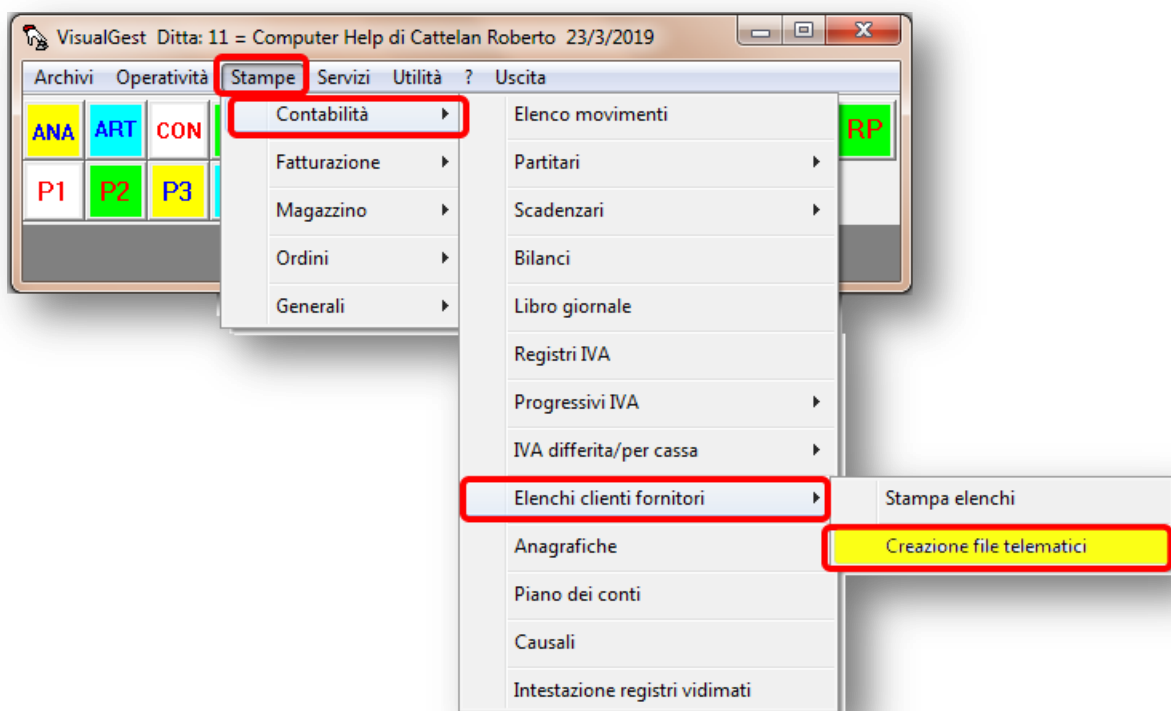 VisualGest Ditta: 11 = Computer Help di Cattelan Roberto 23/3/2019
Archivi Operatività Stampe Servizi Utilità ? Uscita
ANA ART CON RP
P1 P2 P3
Contabilità
Fatturazione
Magazzino
Ordini
Generali
Elenco movimenti
Partitari
Scadenzari
Bilanci
Libro giornale
Registri IVA
Progressivi IVA
IVA differita/per cassa
Elenchi clienti fornitori
Anagrafiche
Piano dei conti
Causali
Intestazione registri vidimati
Stampa elenchi
Creazione file telematici